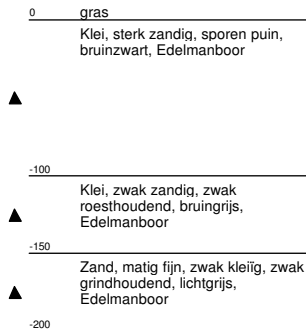 0 gras
Klei, sterk zandig, sporen puin,
bruinzwart, Edelmanboor
-100
Klei, zwak zandig, zwak
roesthoudend, bruingrijs,
Edelmanboor
-150
Zand, matig fijn, zwak kleiïg, zwak
grindhoudend, lichtgrijs,
Edelmanboor
-200